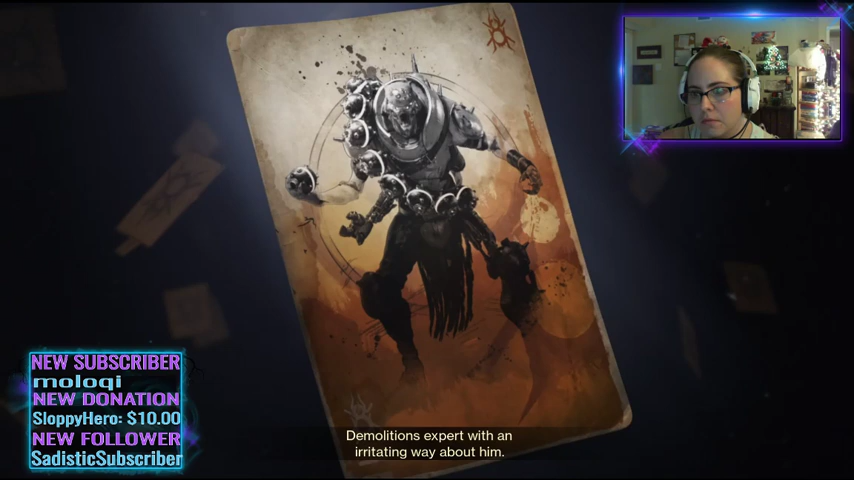 NEW SUBSCRIBER
moloqi
NEW DONATION
SloppyHero: $10.00
NEW FOLLOWER
SadisticSubscriber
Demolitions expert with an
irritating way about him.